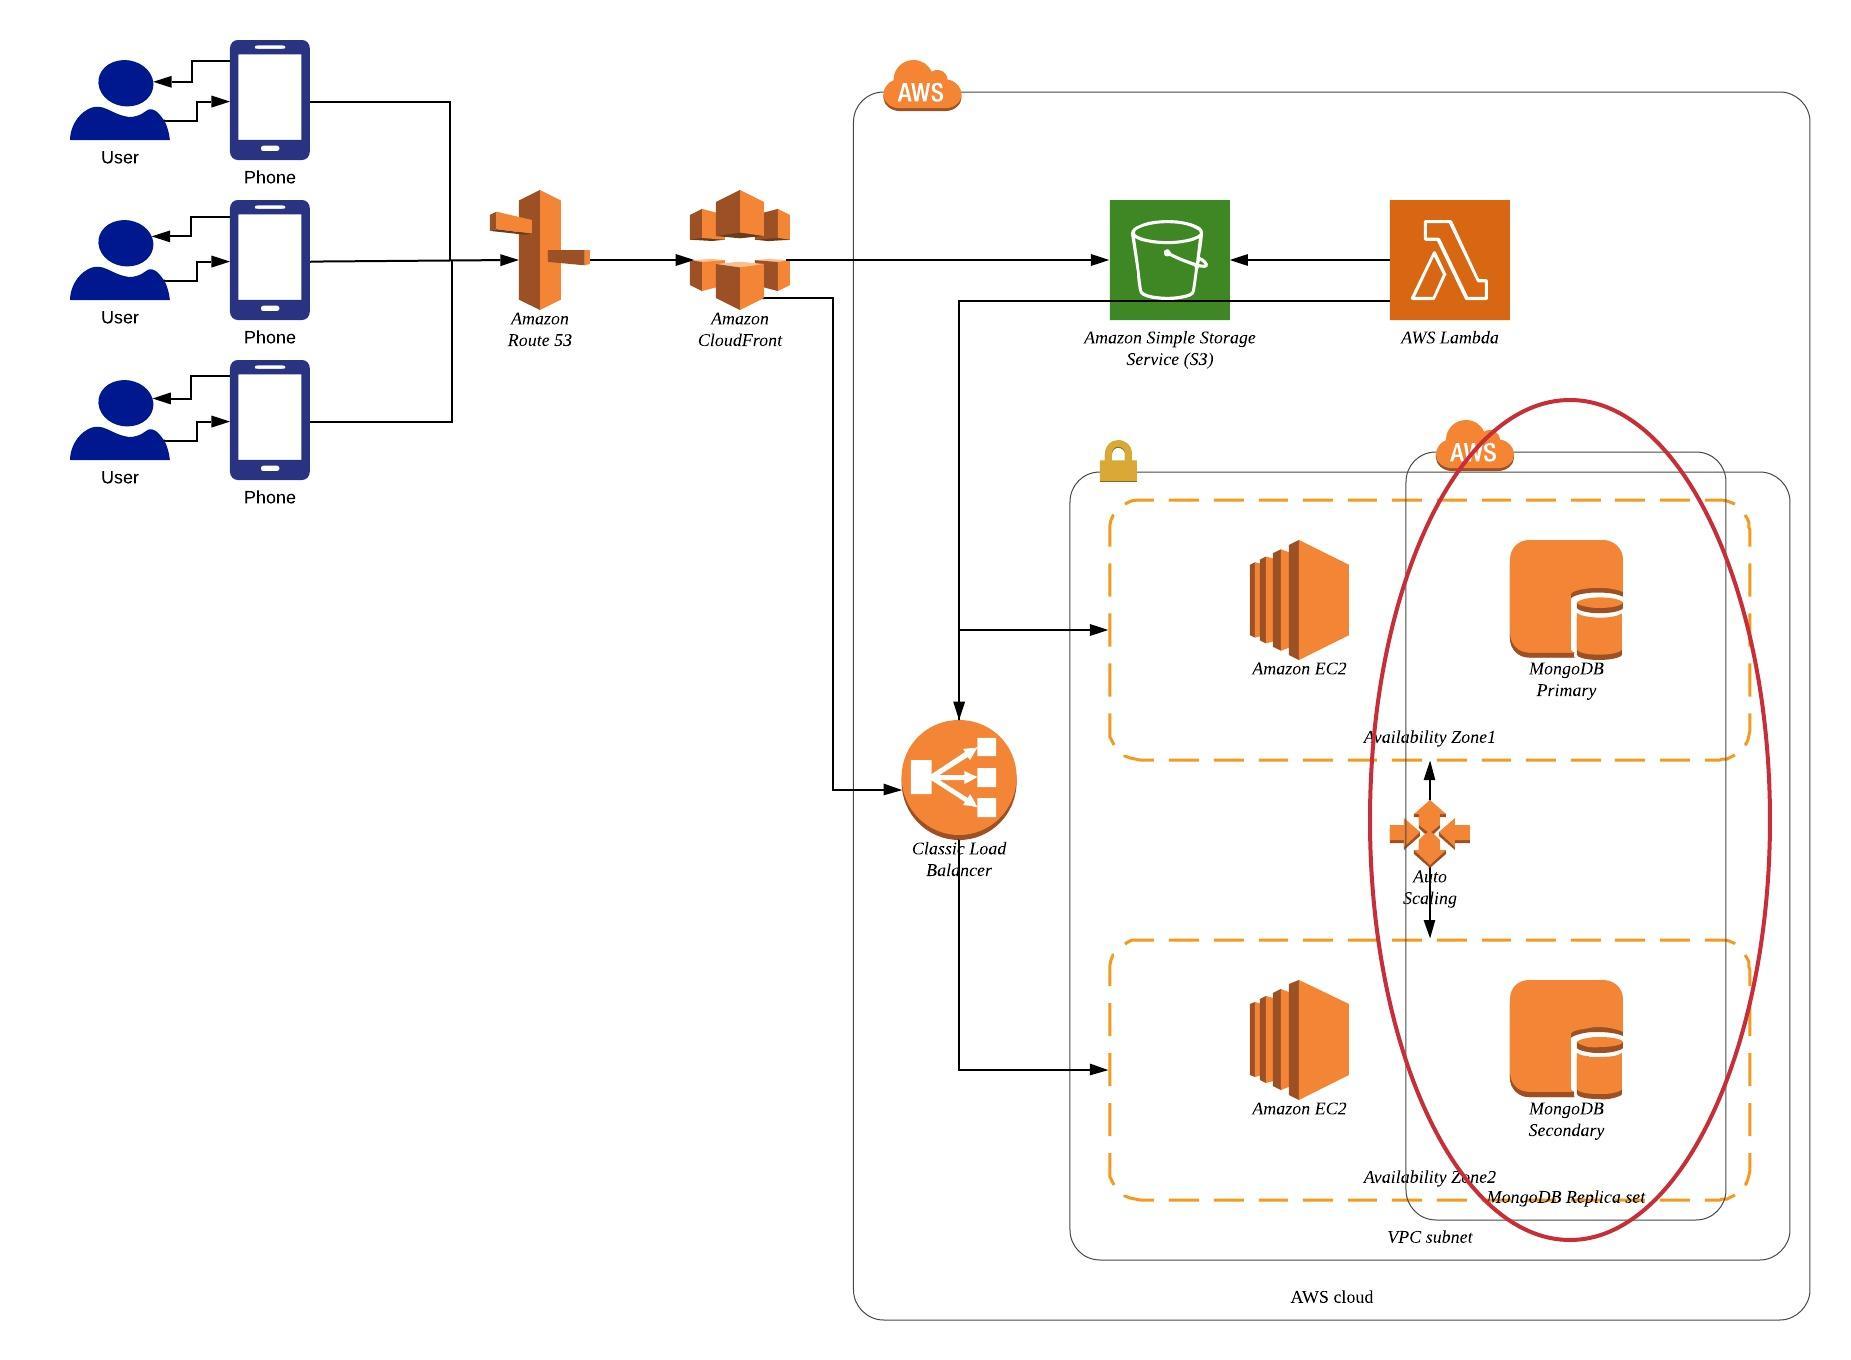 AWS
User
Phone
User
Phone
Amazon
Route 53
Amazon
CloudFront
Amazon Simple Storage
Service (S3)
AWS Lambda
User
Phone
AWS
Amazon EC2
MongoDB
Primary
Availability Zone1
Classic Load
Balancer
Auto
Scaling
Amazon EC2
MongoDB
Secondary
Availability Zone2
MongoDB Replica set
VPC subnet
AWS cloud